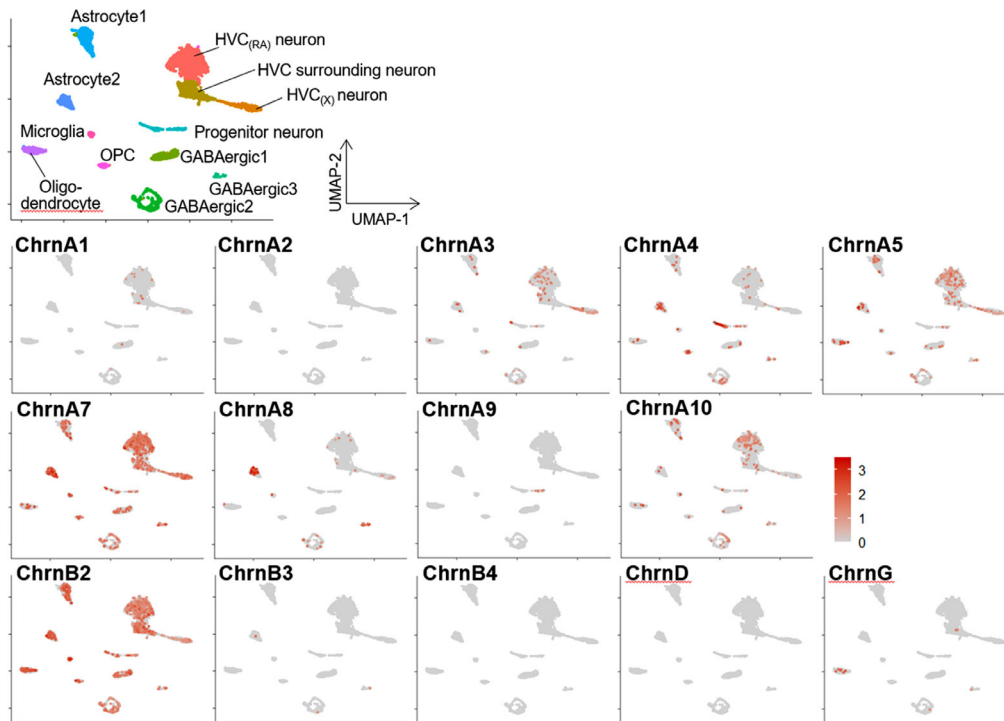 Astrocyte1
HVC(RA) neuron
HVC surrounding neuron
Astrocyte2
HVC(X) neuron
Microglia
Progenitor neuron
OPC
GABAergic1
Oligo-
dendrocyte
GABAergic3
GABAergic2
UMAP-2
UMAP-1
ChrnA1
ChrnA2
ChrnA3
ChrnA4
ChrnA5
ChrnA7
ChrnA8
ChrnA9
ChrnA10
3
2
1
0
ChrnB2
ChrnB3
ChrnB4
ChrnD
ChrnG